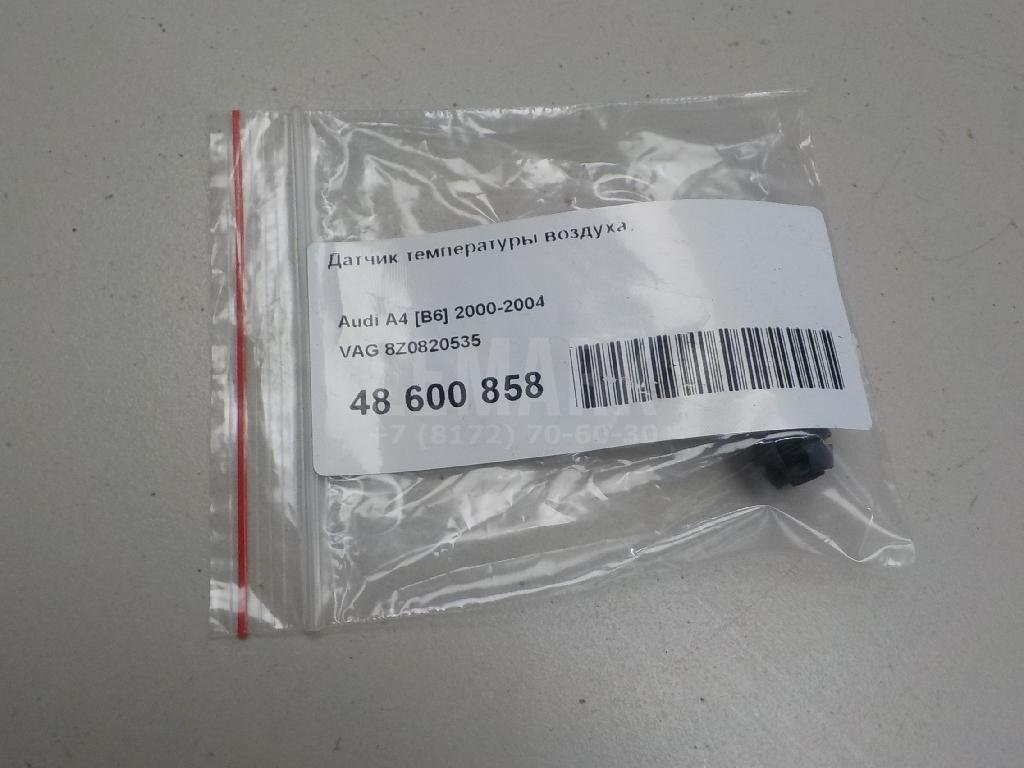 Датчик температуры воздуха.
Audi A4 [B6] 2000-2004
VAG 8Z0820535
48 600 858
+7 (8172) 70-60-30